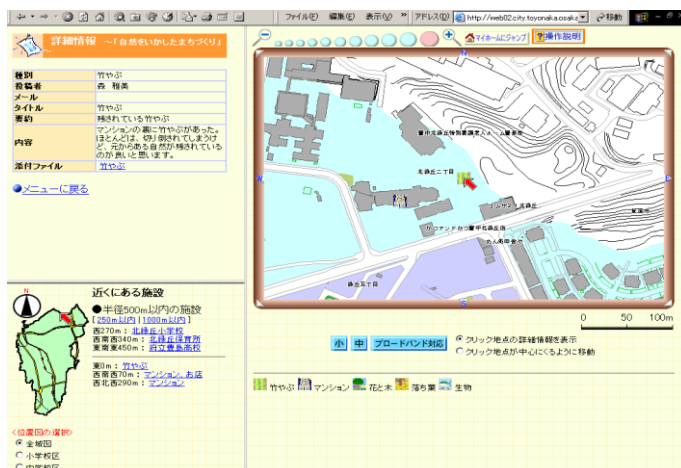 ファイル(F) 編集(E) 表示(V) » アドレス(D) http://web02.city.toyonaka.osaka 移動
詳細情報 ～「自然をいかしたまちづくり」
～
種別 竹やぶ
投稿者 森 雅美
メール
タイトル 竹やぶ
要約 残されている竹やぶ
内容 マンションの裏に竹やぶがあった。
ほとんどは、切り倒されてしまうけ
ど、元からある自然が残されている
のが良いと思います。
添付ファイル 竹やぶ
メニューに戻る
マイホームにジャンプ ?操作説明
N
W
E
S
北緑丘二丁目
緑丘五丁目
0 50 100m
小 中 ブロードバンド対応
クリック地点の詳細情報を表示
クリック地点が中心にくるように移動
竹やぶ マンション 花と木 落ち葉 生物
N
近くにある施設
●半径500m以内の施設
[250m以内 | 1000m以内]
西270m： 北緑丘小学校
西南西340m： 北緑丘保育所
東南東450m： 府立豊島高校
東0m： 竹やぶ
西南西70m： マンション、お店
西北西290m： マンション
<位置図の選択>
全域図
小学校区
中学校区